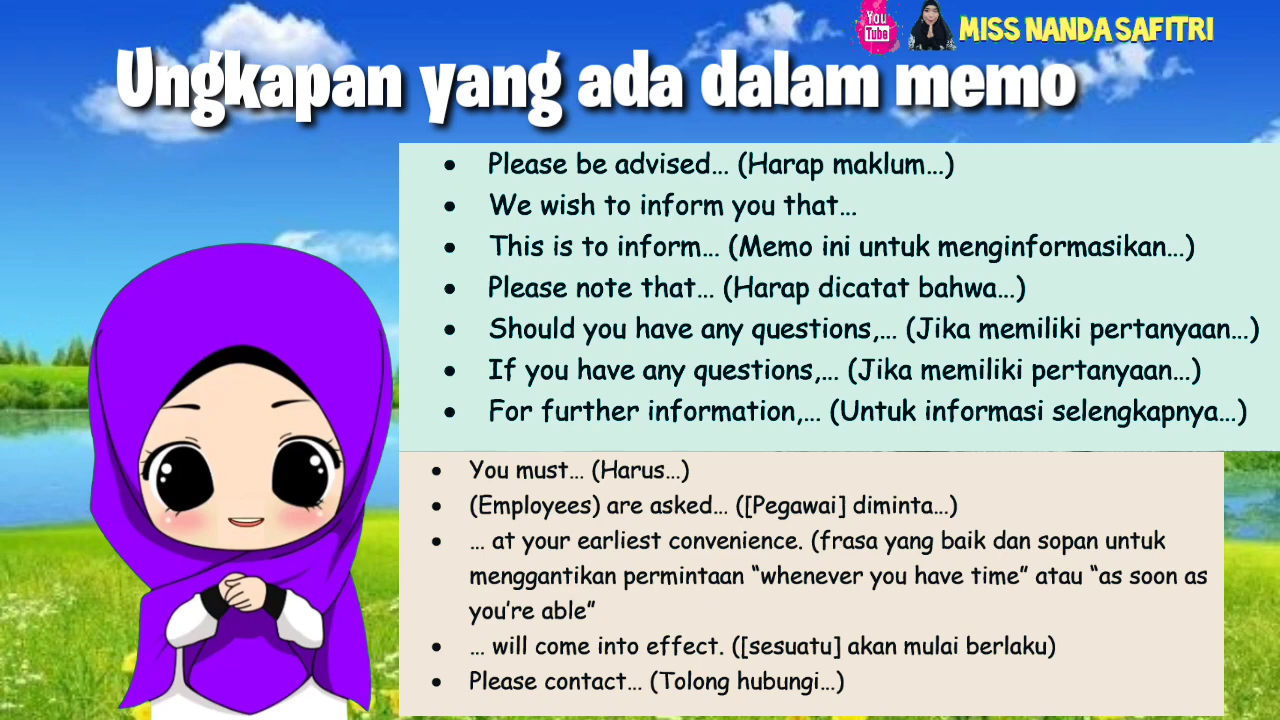 You
Tube
MISS NANDA SAFITRI
Ungkapan yang ada dalam memo
• Please be advised... (Harap maklum...)
• We wish to inform you that...
• This is to inform... (Memo ini untuk menginformasikan...)
• Please note that... (Harap dicatat bahwa...)
• Should you have any questions,... (Jika memiliki pertanyaan...)
• If you have any questions,... (Jika memiliki pertanyaan...)
• For further information,... (Untuk informasi selengkapnya...)
• You must... (Harus...)
• (Employees) are asked... ([Pegawai] diminta...)
• ... at your earliest convenience. (frasa yang baik dan sopan untuk
menggantikan permintaan “whenever you have time” atau “as soon as
you’re able”
• ... will come into effect. ([sesuatu] akan mulai berlaku)
• Please contact... (Tolong hubungi...)